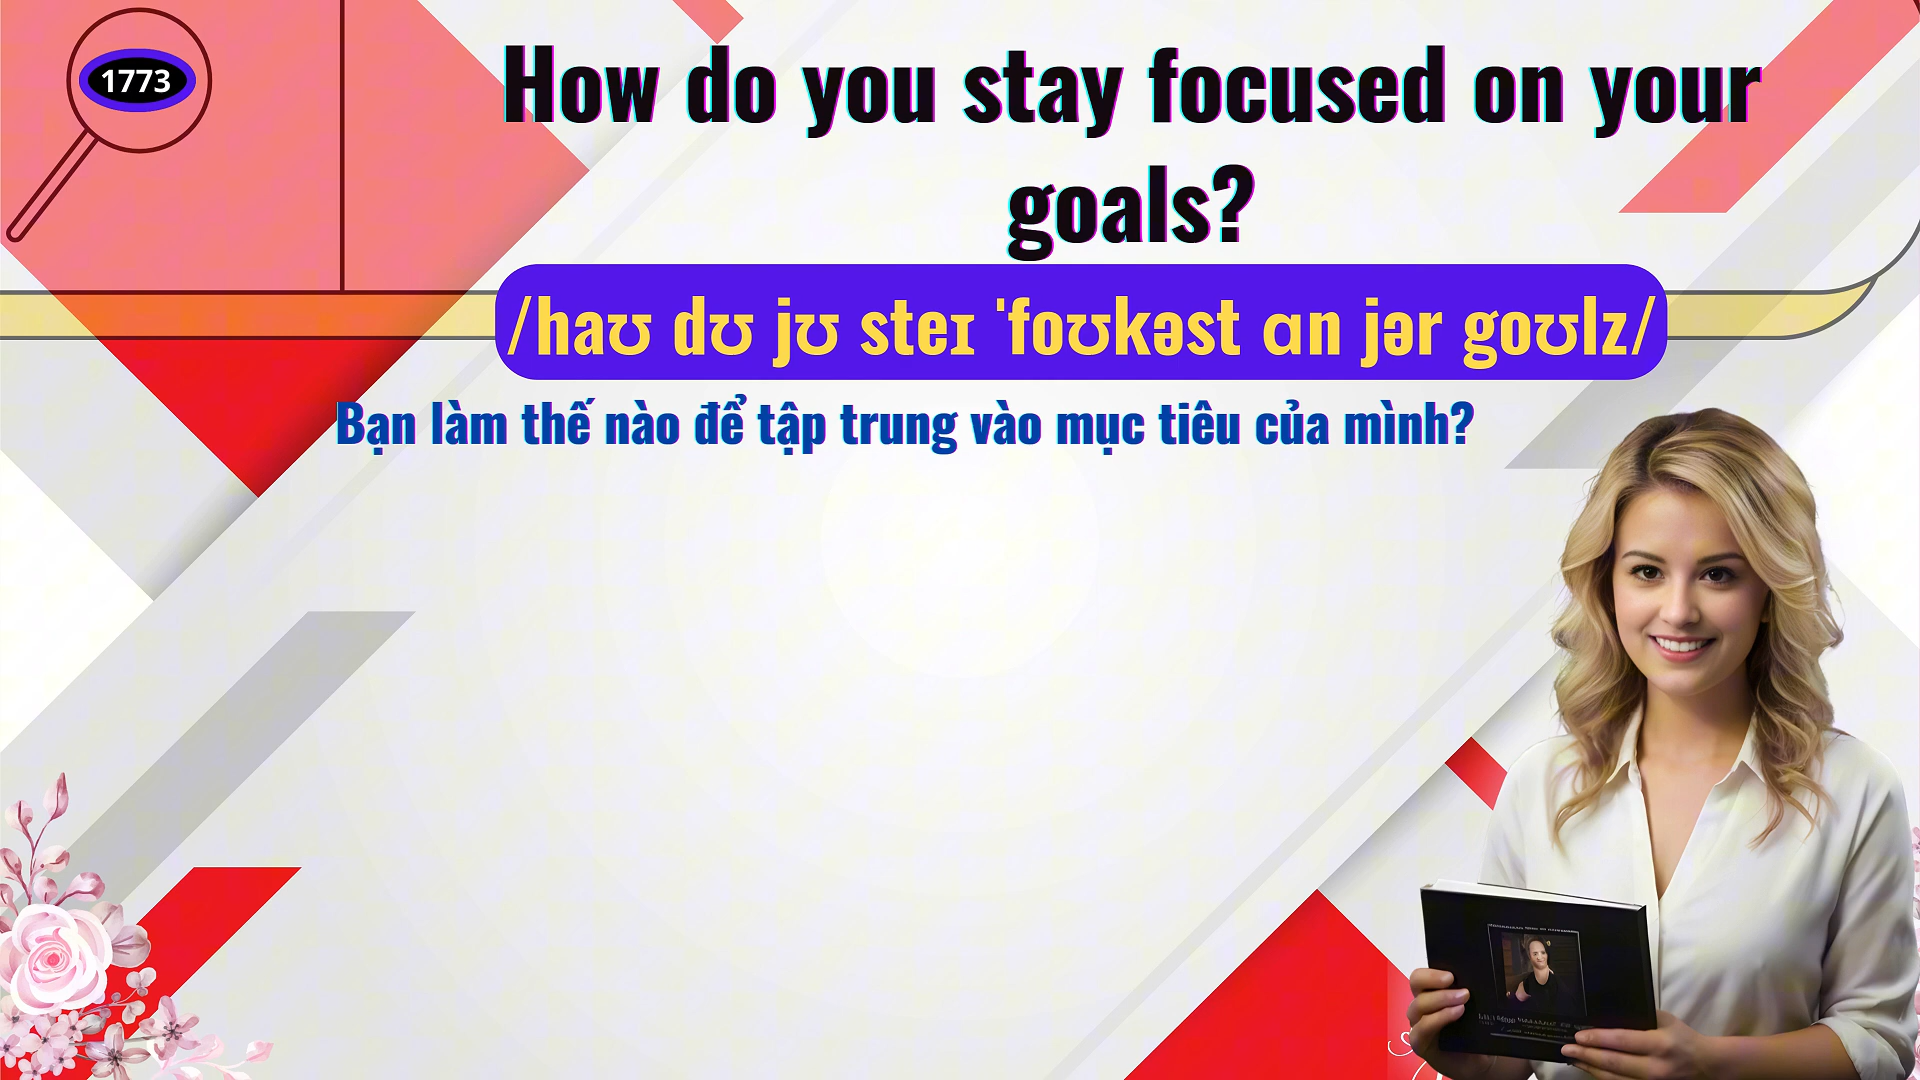 1773
How do you stay focused on your
goals?
/haʊ dʊ jʊ steɪ ˈfoʊkəst ɑn jər goʊlz/
Bạn làm thế nào để tập trung vào mục tiêu của mình?